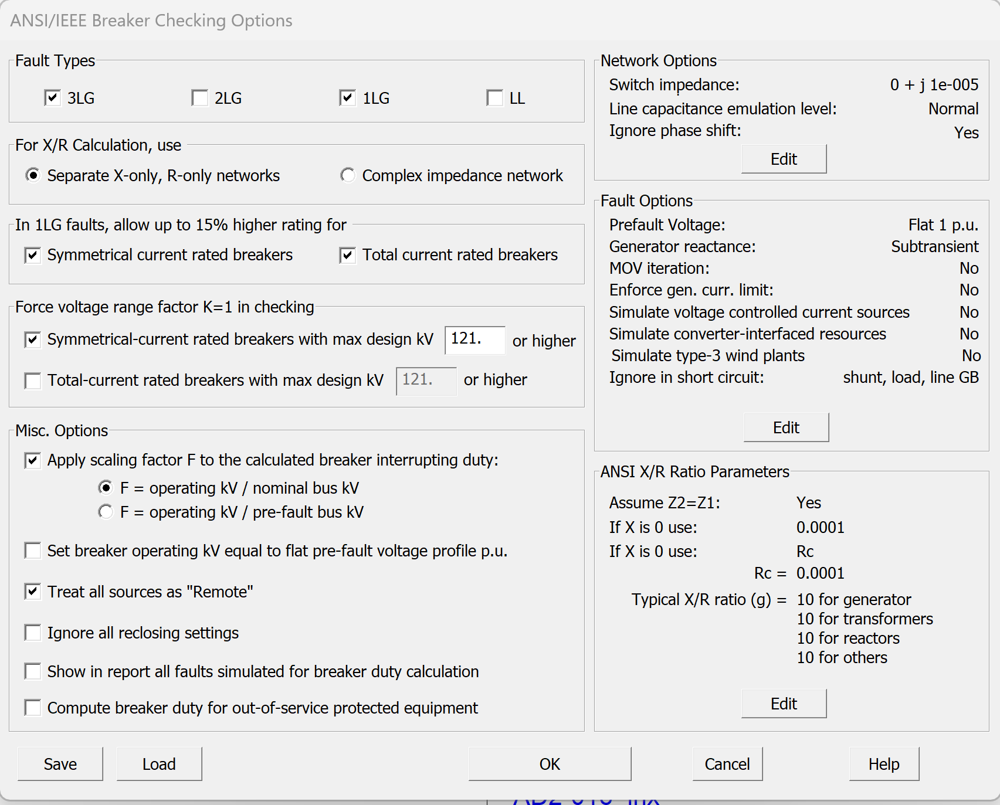 ANSI/IEEE Breaker Checking Options
Fault Types
3LG 2LG 1LG LL
For X/R Calculation, use
Separate X-only, R-only networks Complex impedance network
In 1LG faults, allow up to 15% higher rating for
Symmetrical current rated breakers Total current rated breakers
Force voltage range factor K=1 in checking
Symmetrical-current rated breakers with max design kV 121. or higher
Total-current rated breakers with max design kV 121. or higher
Misc. Options
Apply scaling factor F to the calculated breaker interrupting duty:
F = operating kV / nominal bus kV
F = operating kV / pre-fault bus kV
Set breaker operating kV equal to flat pre-fault voltage profile p.u.
Treat all sources as "Remote"
Ignore all reclosing settings
Show in report all faults simulated for breaker duty calculation
Compute breaker duty for out-of-service protected equipment
Network Options
Switch impedance: 0 + j 1e-005
Line capacitance emulation level: Normal
Ignore phase shift: Yes
Edit
Fault Options
Prefault Voltage: Flat 1 p.u.
Generator reactance: Subtransient
MOV iteration: No
Enforce gen. curr. limit: No
Simulate voltage controlled current sources No
Simulate converter-interfaced resources No
Simulate type-3 wind plants No
Ignore in short circuit: shunt, load, line GB
Edit
ANSI X/R Ratio Parameters
Assume Z2=Z1: Yes
If X is 0 use: 0.0001
If X is 0 use: Rc
Rc = 0.0001
Typical X/R ratio (g) = 10 for generator
10 for transformers
10 for reactors
10 for others
Edit
Save Load OK Cancel Help